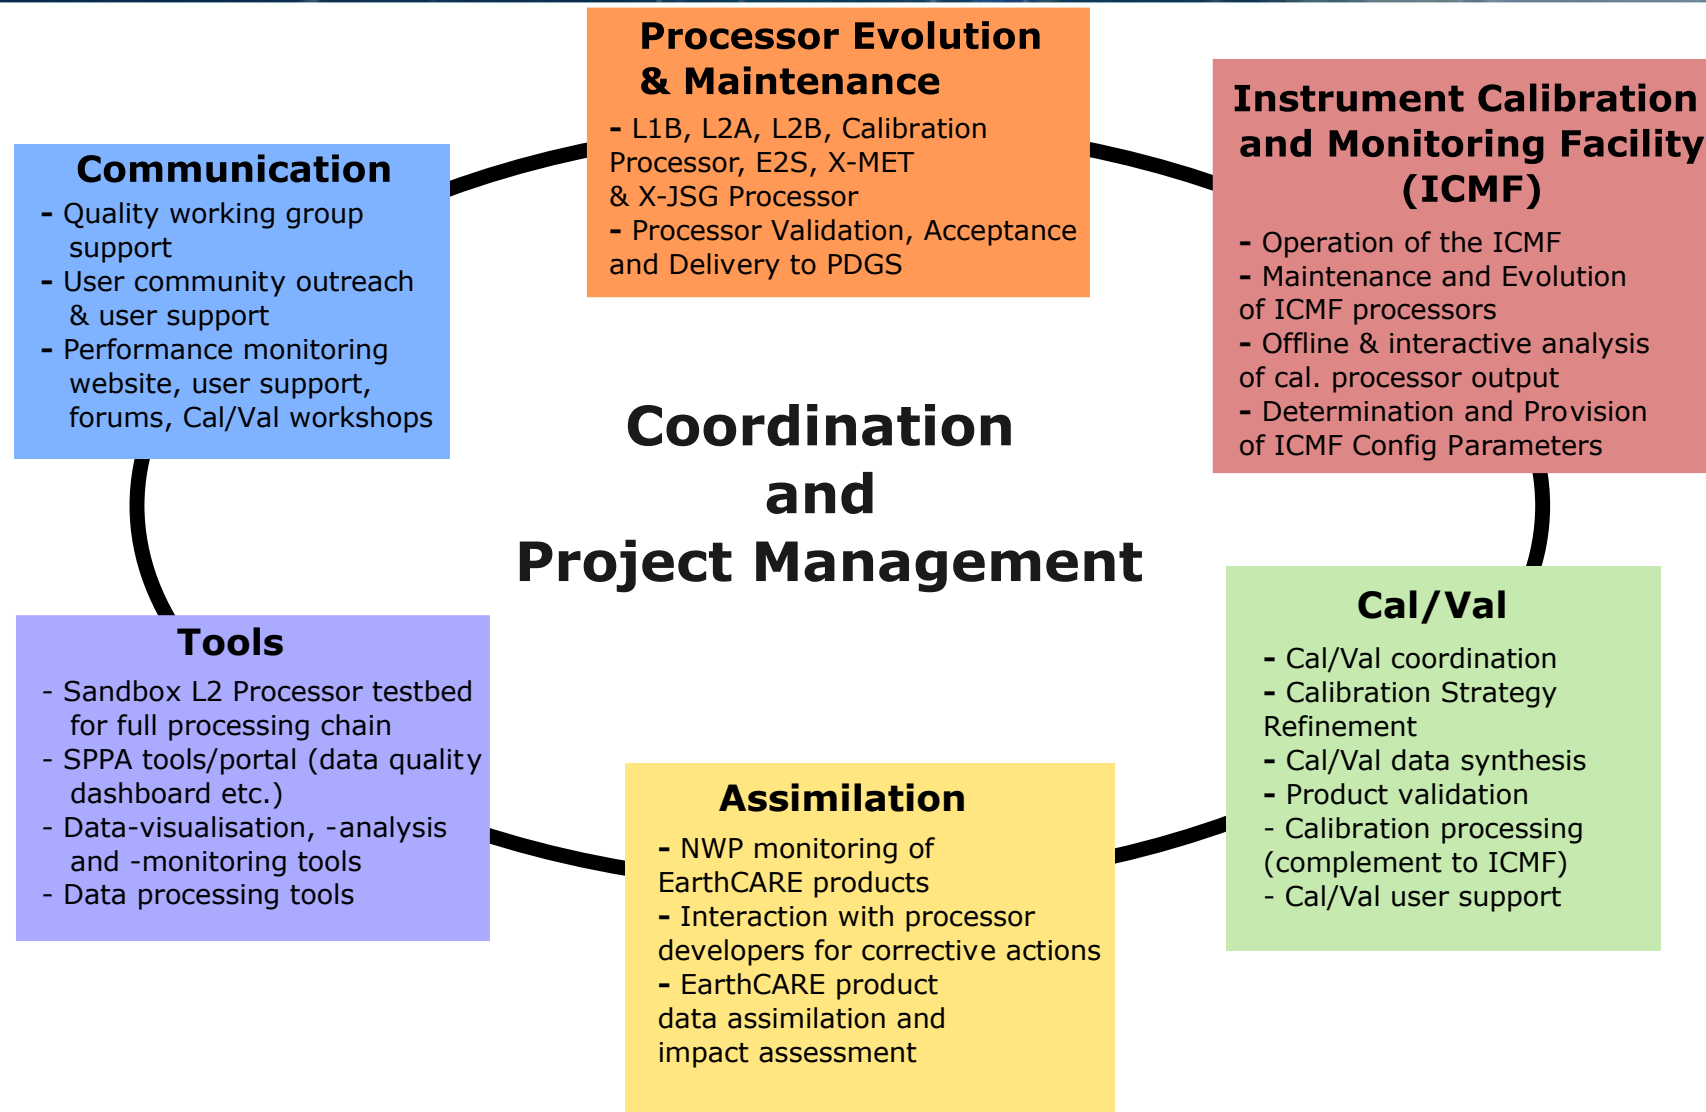 Processor Evolution
& Maintenance
- L1B, L2A, L2B, Calibration
Processor, E2S, X-MET
& X-JSG Processor
- Processor Validation, Acceptance
and Delivery to PDGS
Instrument Calibration
and Monitoring Facility
(ICMF)
- Operation of the ICMF
- Maintenance and Evolution
of ICMF processors
- Offline & interactive analysis
of cal. processor output
- Determination and Provision
of ICMF Config Parameters
Communication
- Quality working group
support
- User community outreach
& user support
- Performance monitoring
website, user support,
forums, Cal/Val workshops
Coordination
and
Project Management
Cal/Val
- Cal/Val coordination
- Calibration Strategy
Refinement
- Cal/Val data synthesis
- Product validation
- Calibration processing
(complement to ICMF)
- Cal/Val user support
Tools
- Sandbox L2 Processor testbed
for full processing chain
- SPPA tools/portal (data quality
dashboard etc.)
- Data-visualisation, -analysis
and -monitoring tools
- Data processing tools
Assimilation
- NWP monitoring of
EarthCARE products
- Interaction with processor
developers for corrective actions
- EarthCARE product
data assimilation and
impact assessment